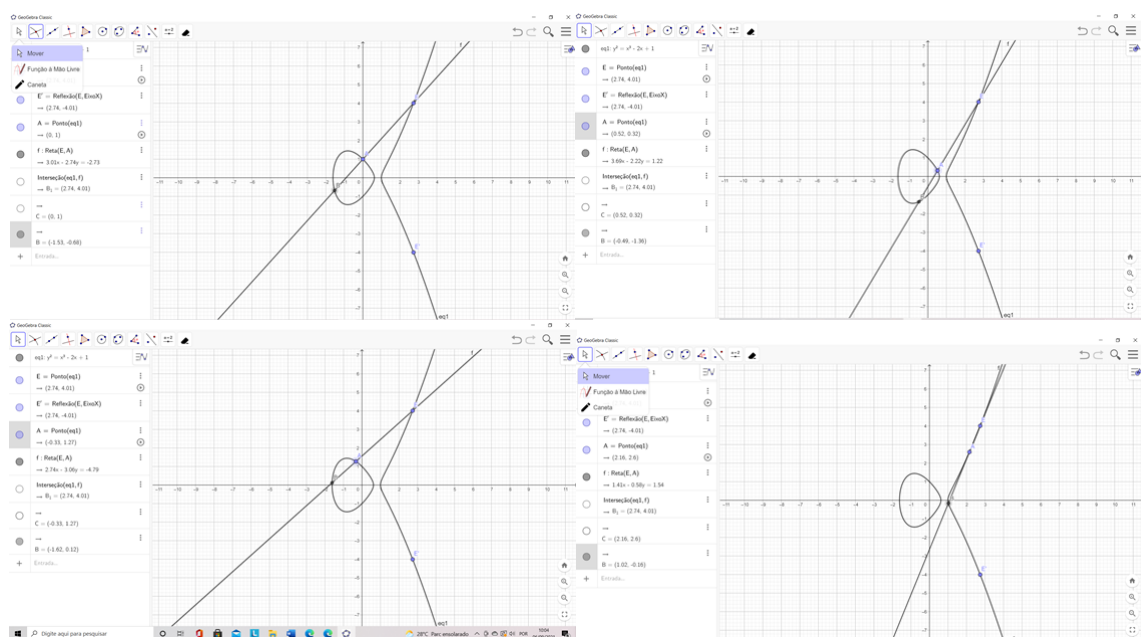 GeoGebra Classic
Mover
1
Função à Mão Livre
Caneta
E' = Reflexão(E, EixoX)
→ (2.74, -4.01)
A = Ponto(eq1)
→ (0, 1)
f : Reta(E, A)
→ 3.01x - 2.74y = -2.73
Interseção(eq1, f)
→ B₁ = (2.74, 4.01)
→
C = (0, 1)
→
B = (-1.53, -0.68)
Entrada...
eq1
f
GeoGebra Classic
eq1: y² = x³ - 2x + 1
E = Ponto(eq1)
→ (2.74, 4.01)
E' = Reflexão(E, EixoX)
→ (2.74, -4.01)
A = Ponto(eq1)
→ (0.52, 0.32)
f : Reta(E, A)
→ 3.69x - 2.22y = 1.22
Interseção(eq1, f)
→ B₁ = (2.74, 4.01)
→
C = (0.52, 0.32)
→
B = (-0.49, -1.36)
Entrada...
eq1
f
GeoGebra Classic
eq1: y² = x³ - 2x + 1
E = Ponto(eq1)
→ (2.74, 4.01)
E' = Reflexão(E, EixoX)
→ (2.74, -4.01)
A = Ponto(eq1)
→ (-0.33, 1.27)
f : Reta(E, A)
→ 2.74x - 3.06y = -4.79
Interseção(eq1, f)
→ B₁ = (2.74, 4.01)
→
C = (-0.33, 1.27)
→
B = (-1.62, 0.12)
Entrada...
eq1
f
Digite aqui para pesquisar
28°C Parc ensolarado
POR
10:04
GeoGebra Classic
Mover
1
Função à Mão Livre
Caneta
E' = Reflexão(E, EixoX)
→ (2.74, -4.01)
A = Ponto(eq1)
→ (2.16, 2.6)
f : Reta(E, A)
→ 1.41x - 0.58y = 1.54
Interseção(eq1, f)
→ B₁ = (2.74, 4.01)
→
C = (2.16, 2.6)
→
B = (1.02, -0.16)
Entrada...